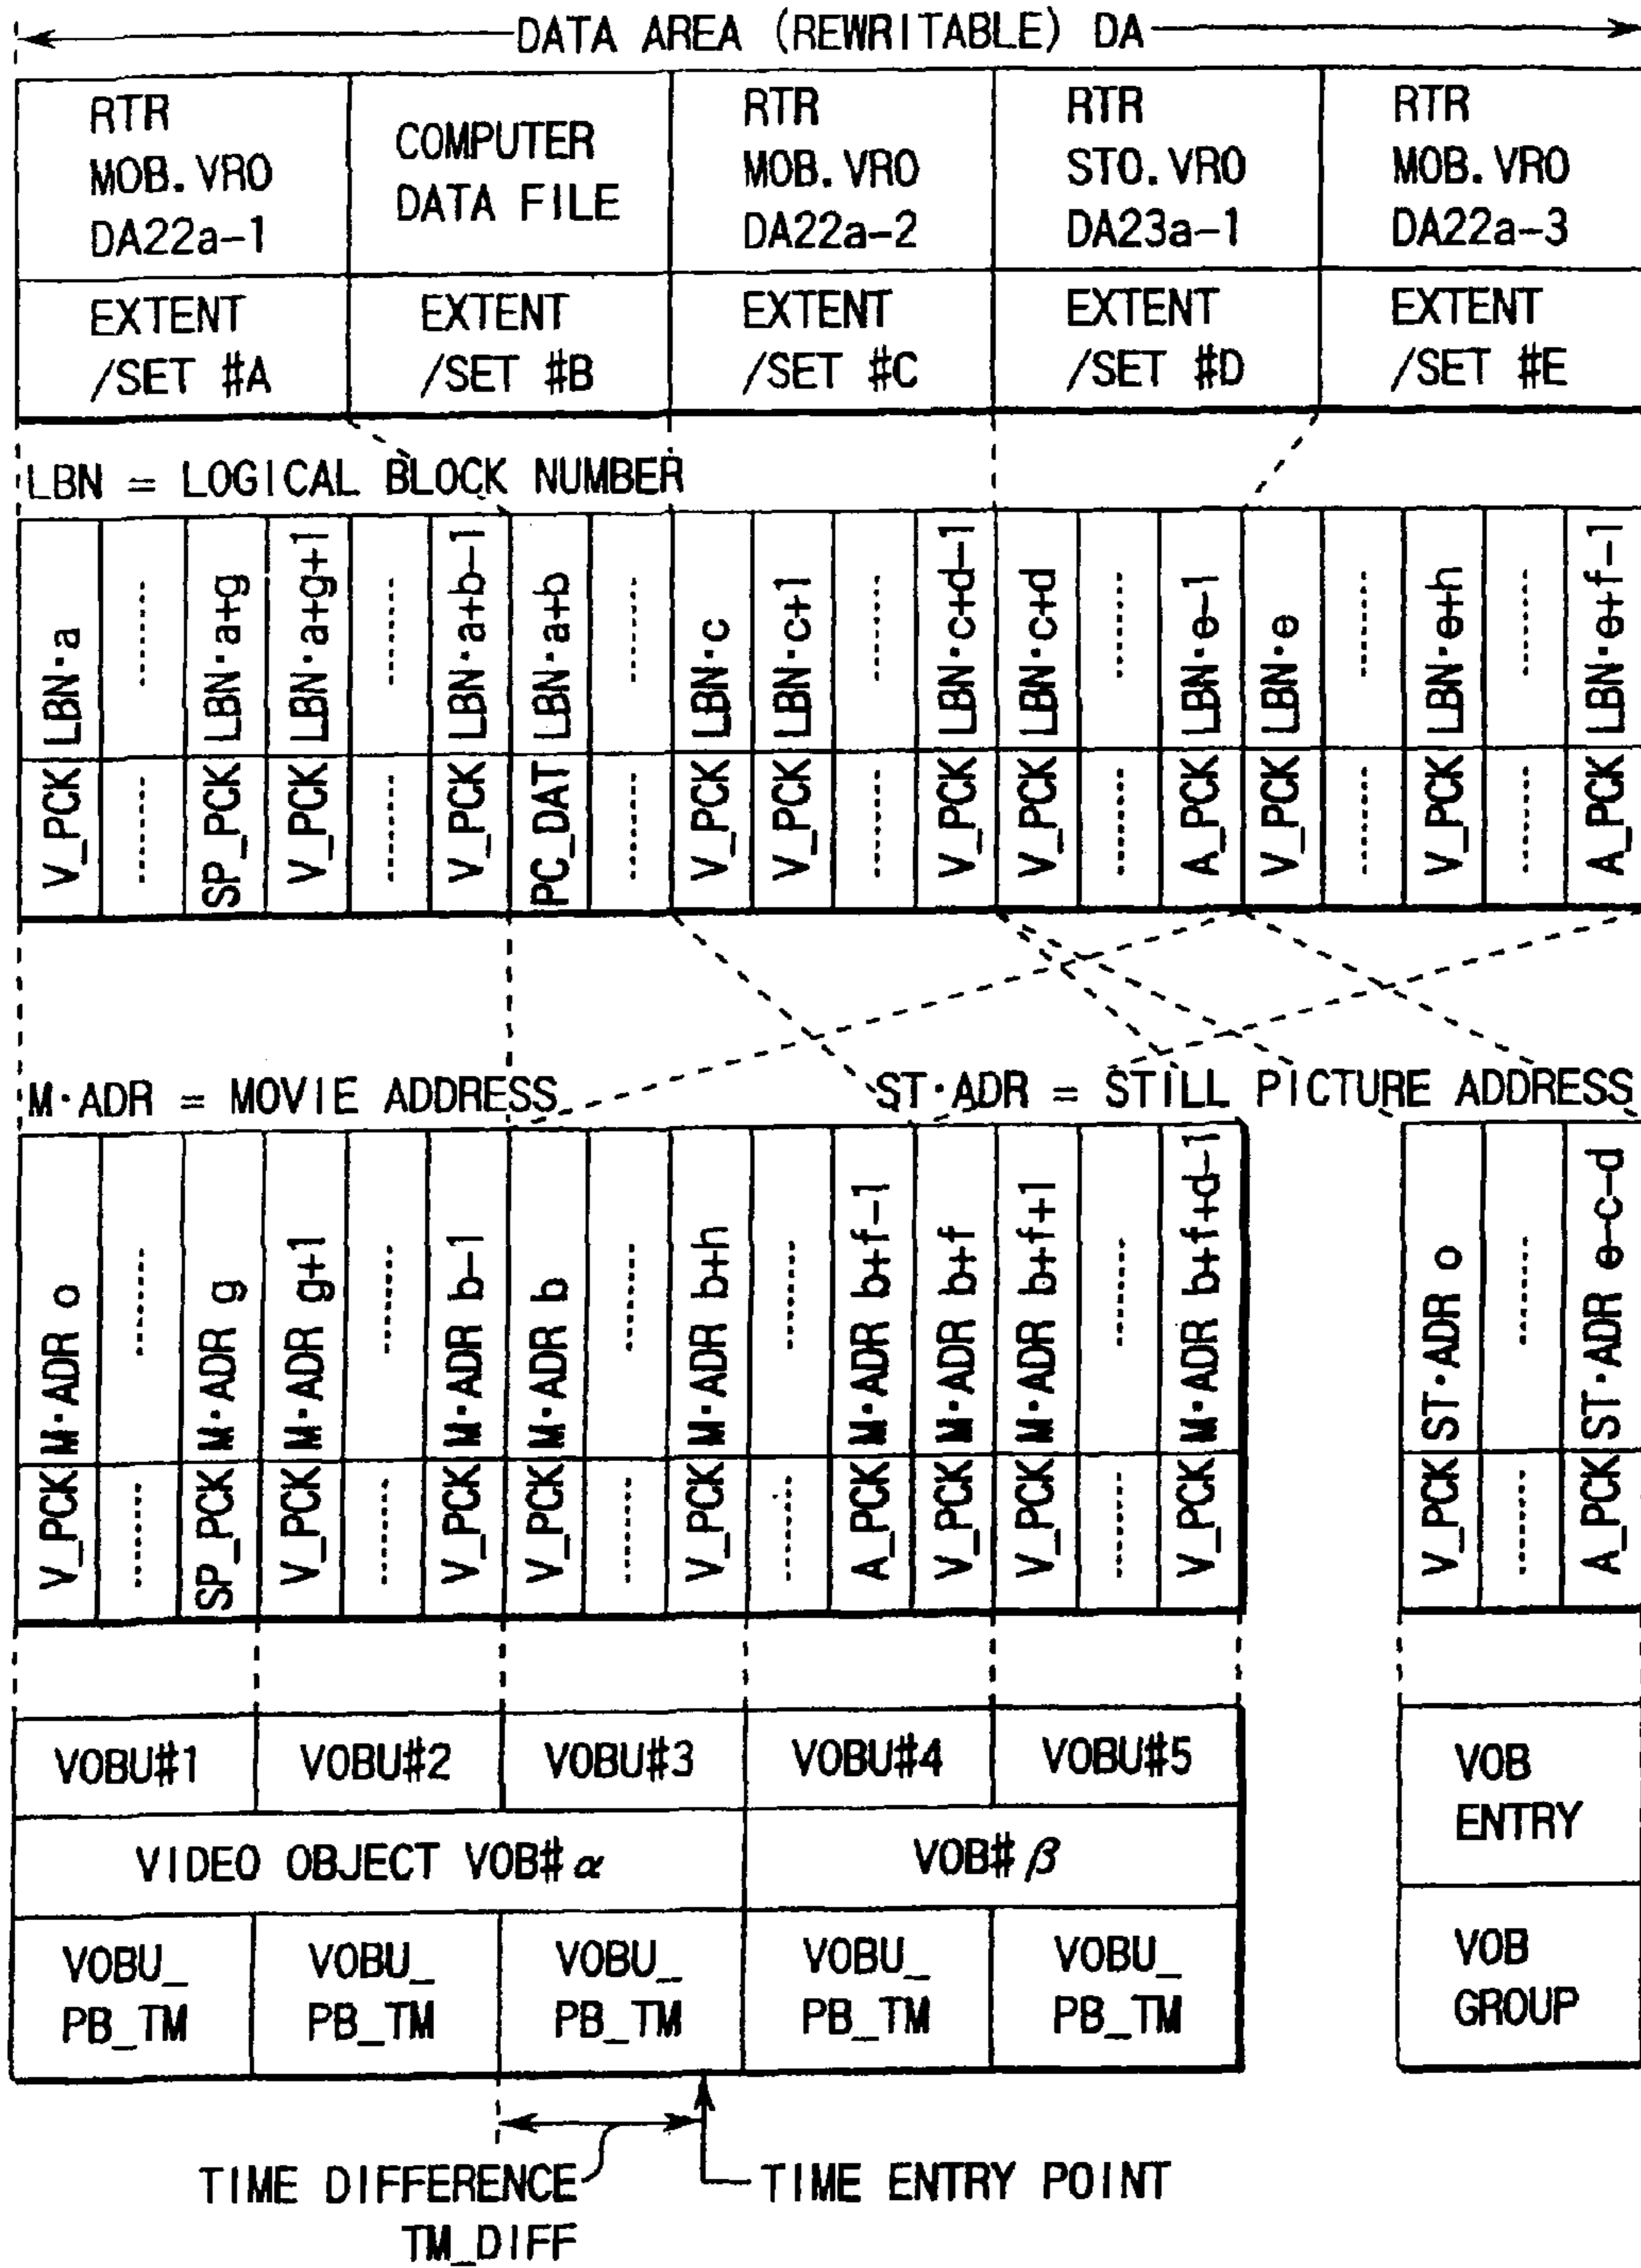 DATA AREA (REWRITABLE) DA
RTR
MOB.VRO
DA22a-1
COMPUTER
DATA FILE
RTR
MOB.VRO
DA22a-2
RTR
STO.VRO
DA23a-1
RTR
MOB.VRO
DA22a-3
EXTENT
/SET #A
EXTENT
/SET #B
EXTENT
/SET #C
EXTENT
/SET #D
EXTENT
/SET #E
LBN = LOGICAL BLOCK NUMBER
V_PCK LBN·a
SP_PCK LBN·a+g
V_PCK LBN·a+g+1
V_PCK LBN·a+b-1
PC_DAT LBN·a+b
V_PCK LBN·c
V_PCK LBN·c+1
V_PCK LBN·c+d-1
V_PCK LBN·c+d
A_PCK LBN·e-1
V_PCK LBN·e
V_PCK LBN·e+h
A_PCK LBN·e+f-1
M·ADR = MOVIE ADDRESS
ST·ADR = STILL PICTURE ADDRESS
V_PCK M·ADR o
SP_PCK M·ADR g
V_PCK M·ADR g+1
V_PCK M·ADR b-1
V_PCK M·ADR b
V_PCK M·ADR b+h
A_PCK M·ADR b+f-1
V_PCK M·ADR b+f
V_PCK M·ADR b+f+1
V_PCK M·ADR b+f+d-1
V_PCK ST·ADR o
A_PCK ST·ADR e-c-d
VOBU#1
VOBU#2
VOBU#3
VOBU#4
VOBU#5
VOB
ENTRY
VIDEO OBJECT VOB#α
VOB#β
VOBU_
PB_TM
VOBU_
PB_TM
VOBU_
PB_TM
VOBU_
PB_TM
VOBU_
PB_TM
VOB
GROUP
TIME DIFFERENCE
TM_DIFF
TIME ENTRY POINT